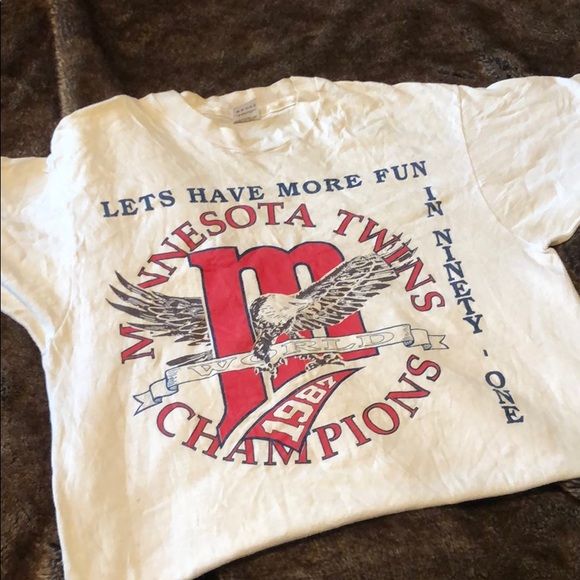 LETS HAVE MORE FUN
IN NINETY-ONE
MINNESOTA TWINS
m
WORLD
1987
CHAMPIONS